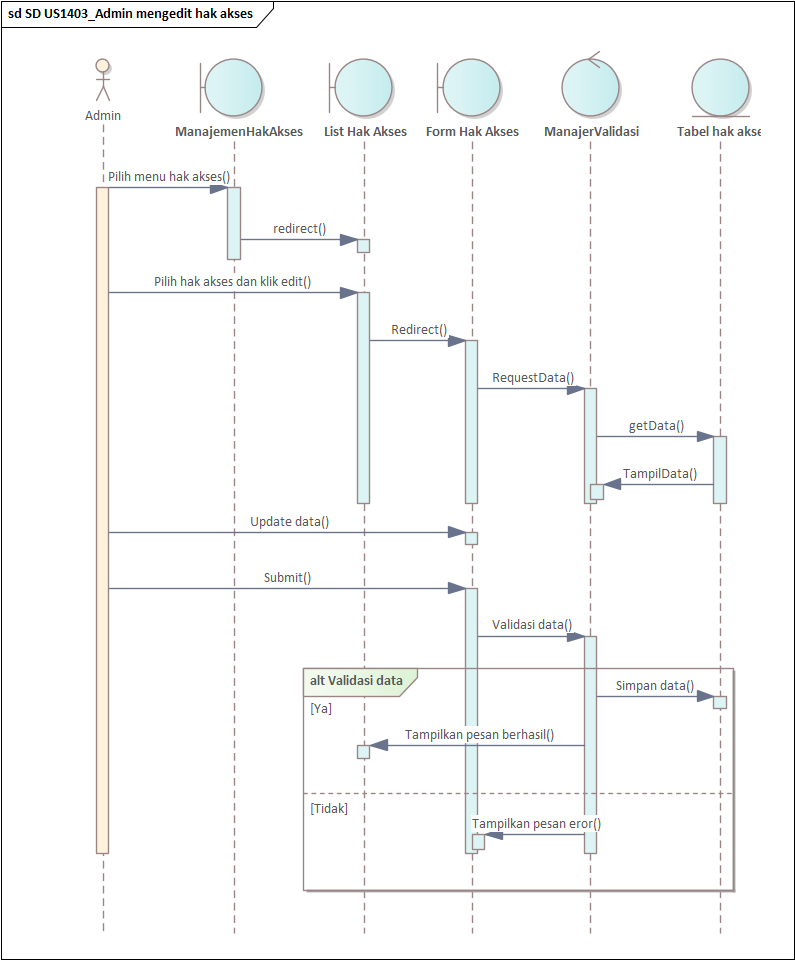 sd SD US1403_Admin mengedit hak akses
Admin
ManajemenHakAkses
List Hak Akses
Form Hak Akses
ManajerValidasi
Tabel hak akse
Pilih menu hak akses()
redirect()
Pilih hak akses dan klik edit()
Redirect()
RequestData()
getData()
TampilData()
Update data()
Submit()
Validasi data()
alt Validasi data
Simpan data()
[Ya]
Tampilkan pesan berhasil()
[Tidak]
Tampilkan pesan eror()